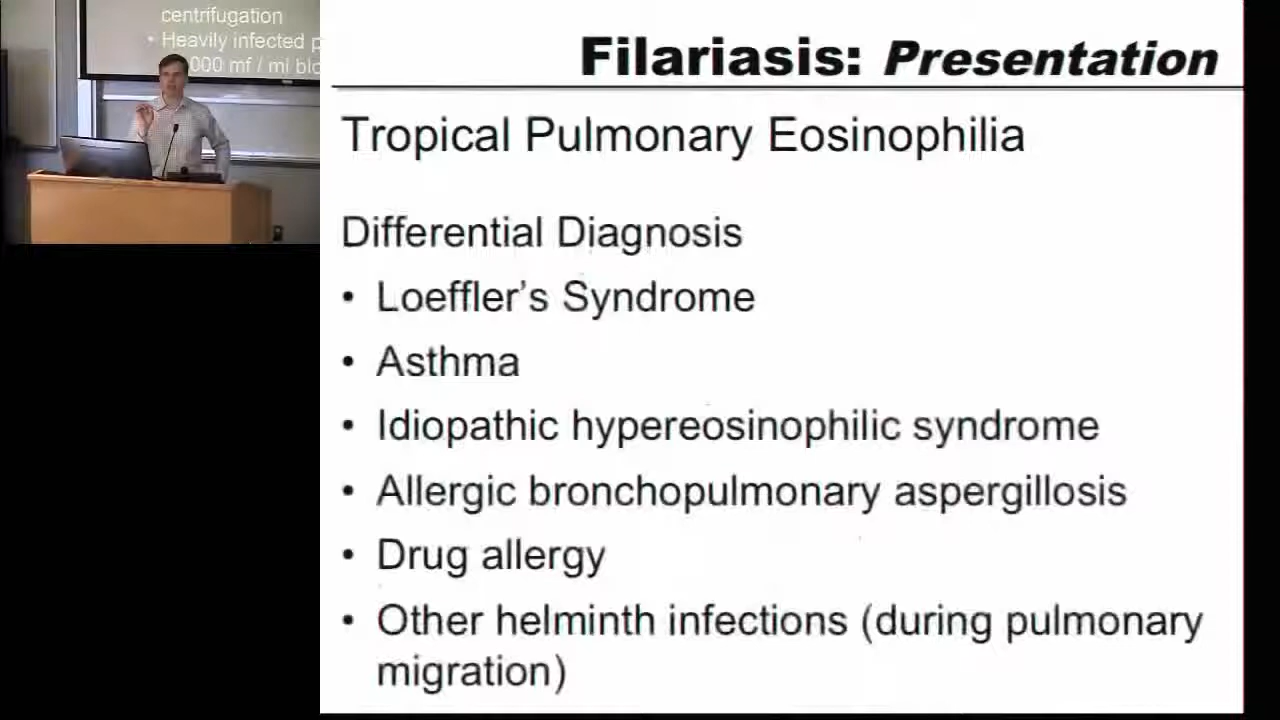 centrifugation
• Heavily infected
000 mf / ml
Filariasis: Presentation
Tropical Pulmonary Eosinophilia
Differential Diagnosis
• Loeffler's Syndrome
• Asthma
• Idiopathic hypereosinophilic syndrome
• Allergic bronchopulmonary aspergillosis
• Drug allergy
• Other helminth infections (during pulmonary
migration)